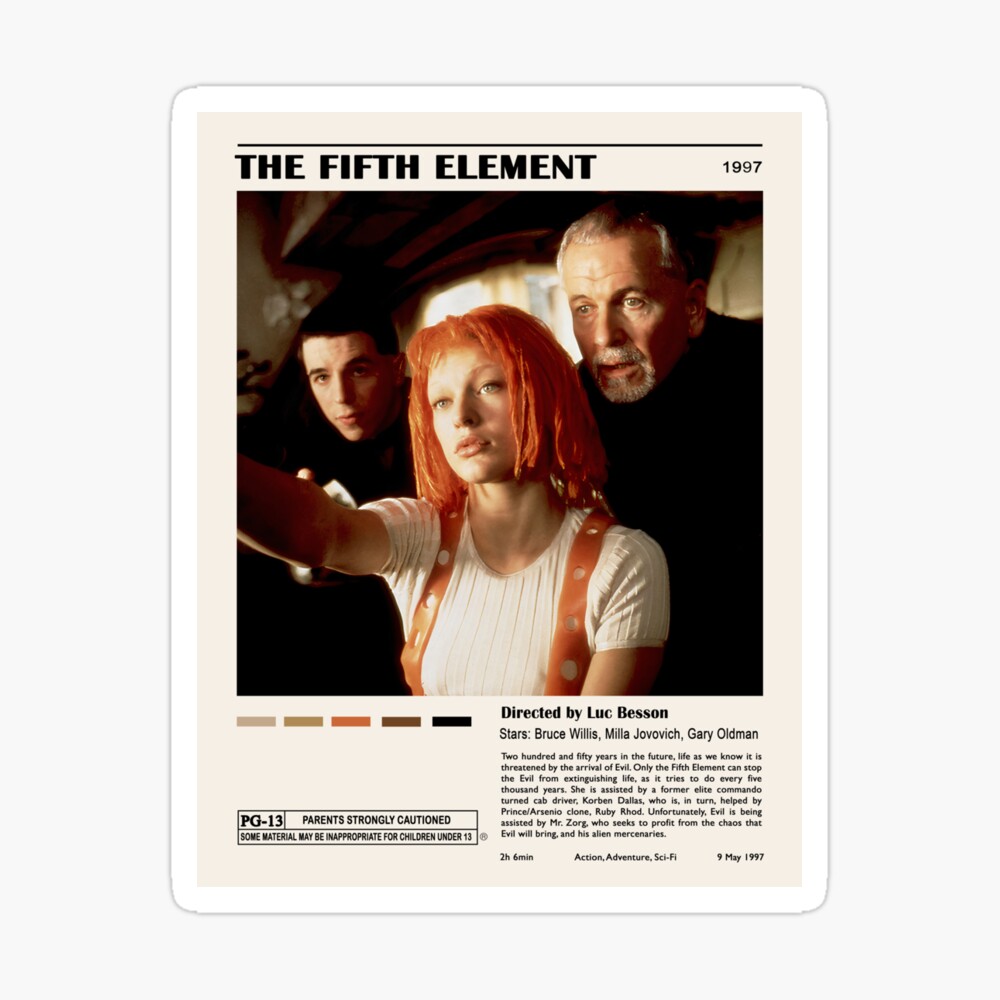 THE FIFTH ELEMENT
1997
Directed by Luc Besson
Stars: Bruce Willis, Milla Jovovich, Gary Oldman
Two hundred and fifty years in the future, life as we know it is
threatened by the arrival of Evil. Only the Fifth Element can stop
the Evil from extinguishing life, as it tries to do every five
thousand years. She is assisted by a former elite commando
turned cab driver, Korben Dallas, who is, in turn, helped by
Prince/Arsenio clone, Ruby Rhod. Unfortunately, Evil is being
assisted by Mr. Zorg, who seeks to profit from the chaos that
Evil will bring, and his alien mercenaries.
PG-13 PARENTS STRONGLY CAUTIONED
SOME MATERIAL MAY BE INAPPROPRIATE FOR CHILDREN UNDER 13 ®
2h 6min Action, Adventure, Sci-Fi 9 May 1997